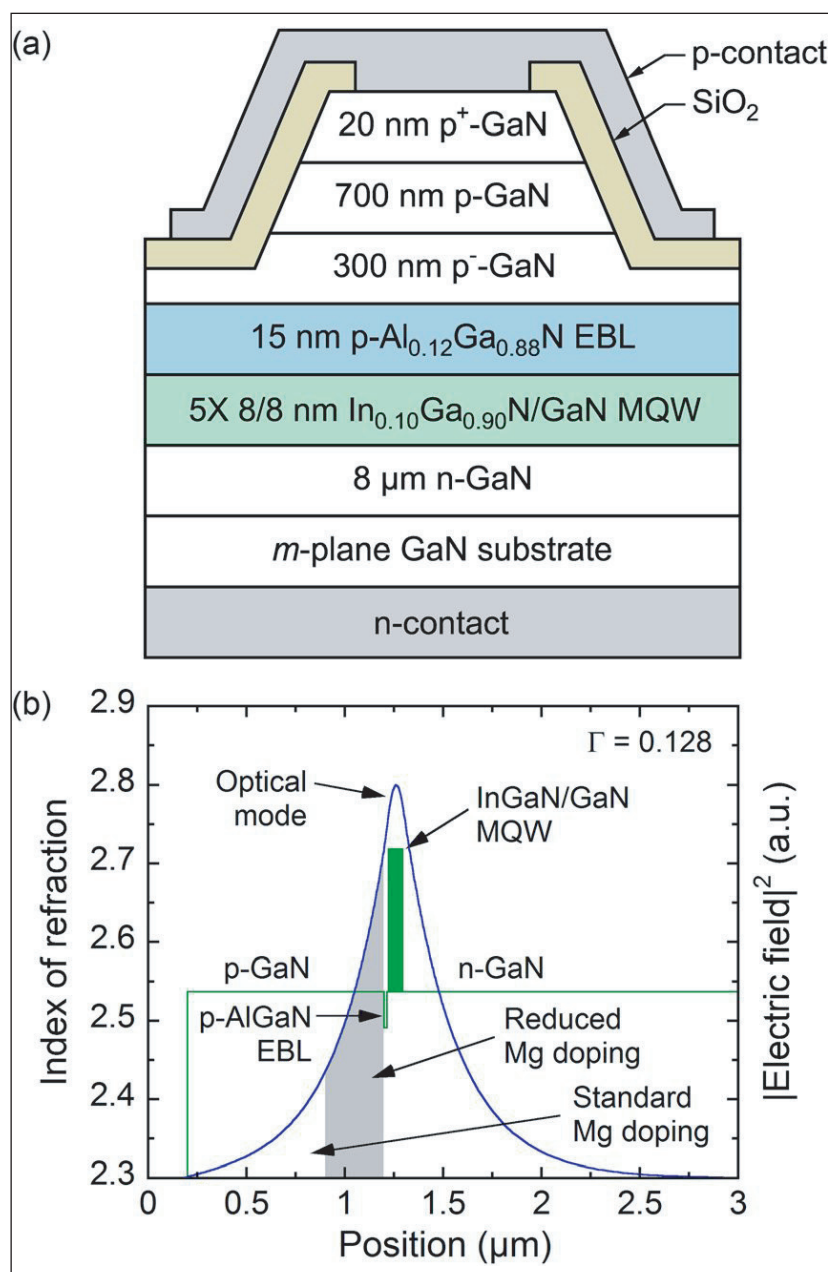 (a)
p-contact
SiO₂
20 nm p⁺-GaN
700 nm p-GaN
300 nm p⁻-GaN
15 nm p-Al₀.₁₂Ga₀.₈₈N EBL
5X 8/8 nm In₀.₁₀Ga₀.₉₀N/GaN MQW
8 µm n-GaN
m-plane GaN substrate
n-contact
(b)
2.9
2.8
2.7
2.6
2.5
2.4
2.3
Index of refraction
Γ = 0.128
Optical
mode
InGaN/GaN
MQW
p-GaN
n-GaN
p-AlGaN
EBL
Reduced
Mg doping
Standard
Mg doping
|Electric field|² (a.u.)
0
0.5
1
1.5
2
2.5
3
Position (µm)